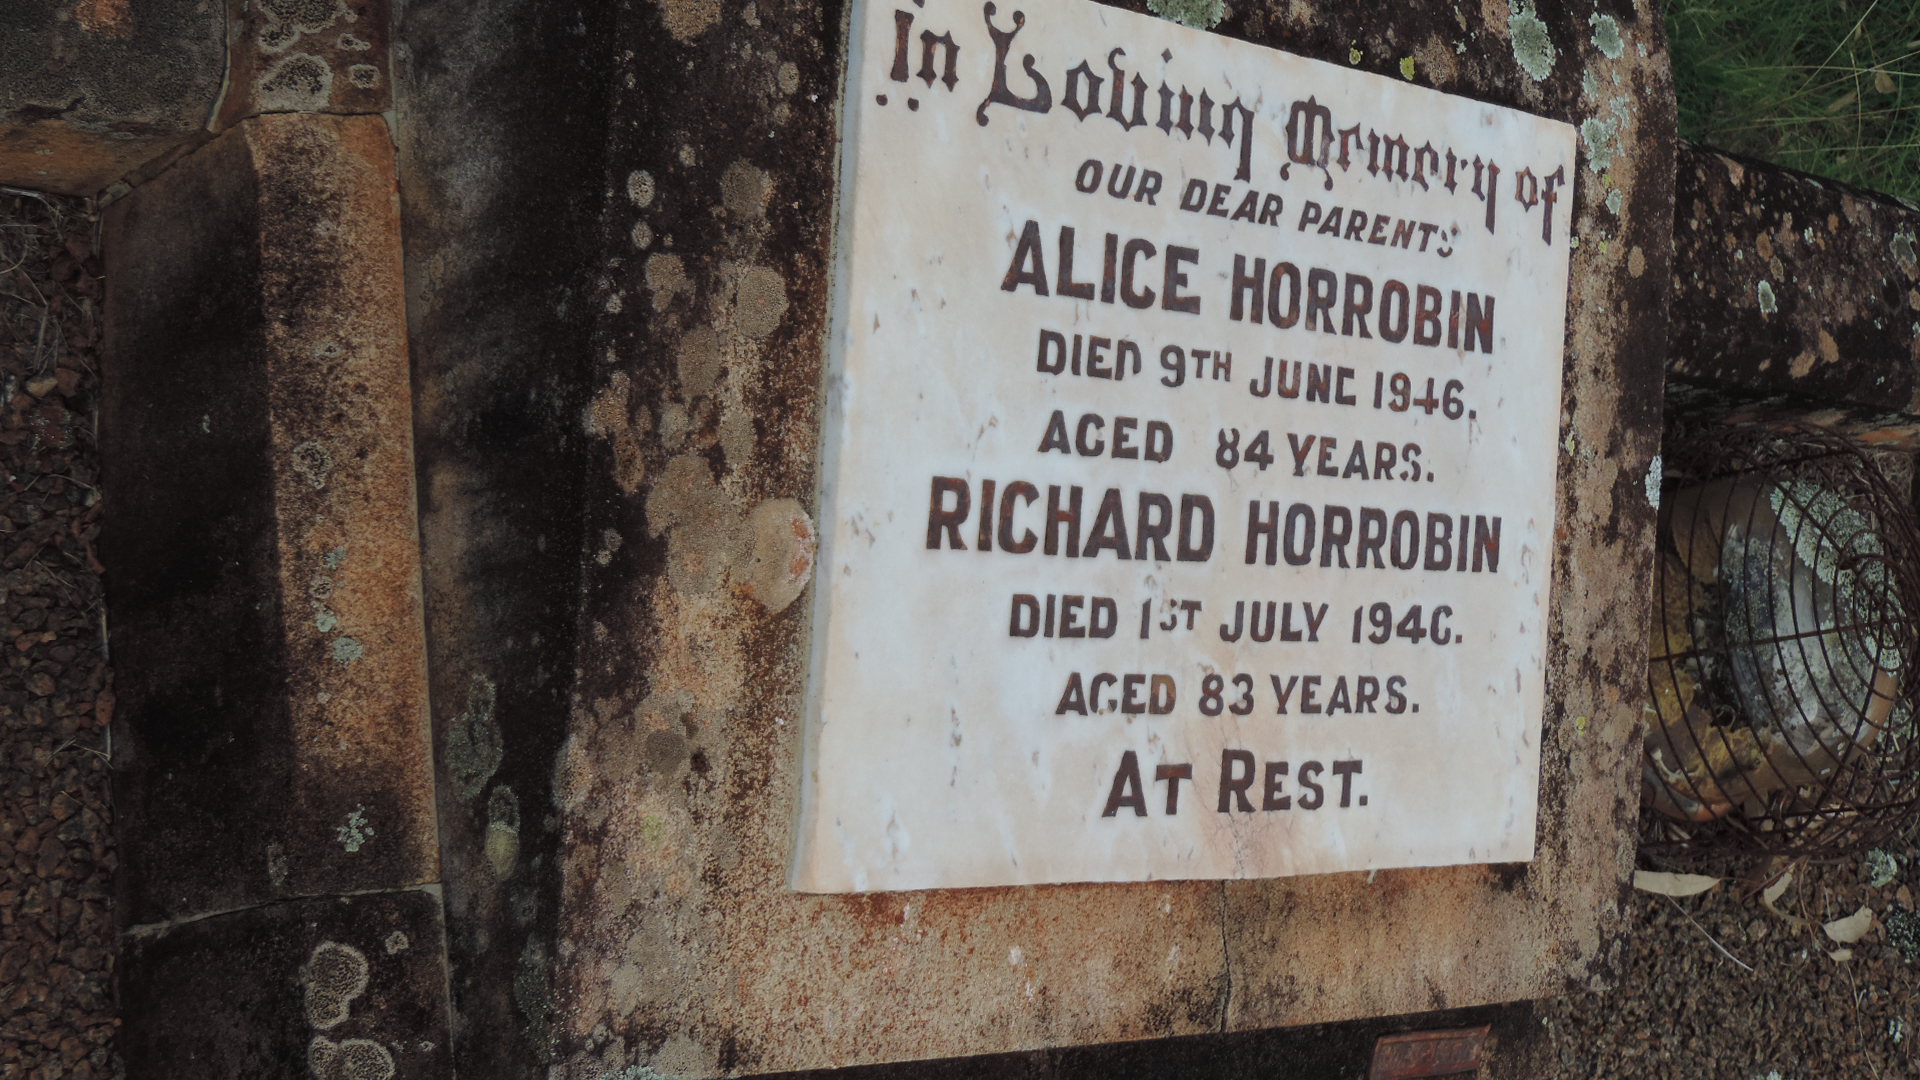 In Loving Memory of
OUR DEAR PARENTS
ALICE HORROBIN
DIED 9TH JUNE 1946.
AGED 84 YEARS.
RICHARD HORROBIN
DIED 1ST JULY 1946.
AGED 83 YEARS.
AT REST.